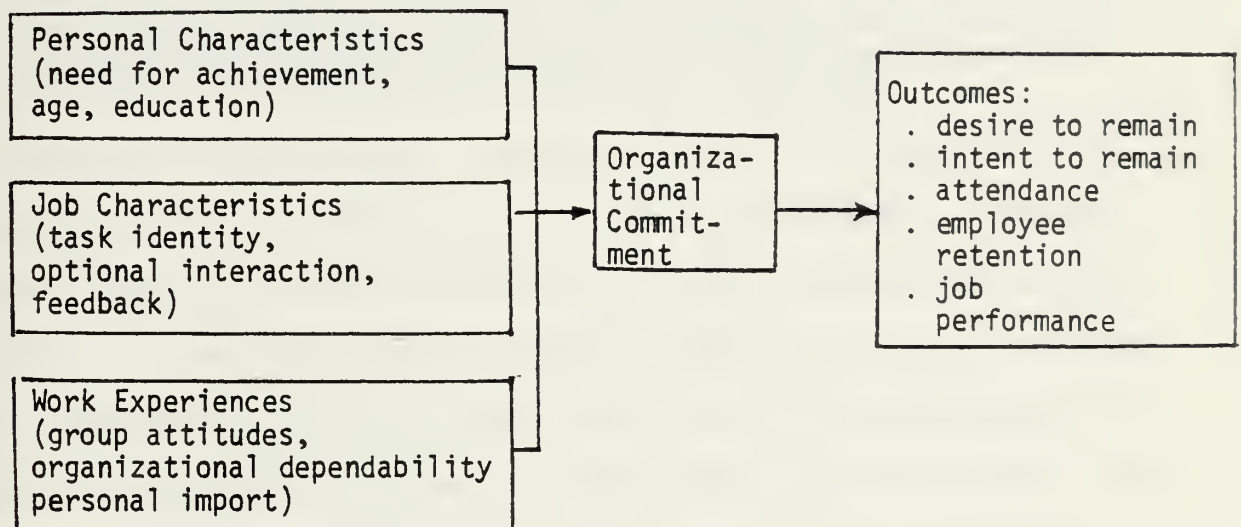 Personal Characteristics
(need for achievement,
age, education)
Job Characteristics
(task identity,
optional interaction,
feedback)
Work Experiences
(group attitudes,
organizational dependability
personal import)
Organiza-
tional
Commit-
ment
Outcomes:
. desire to remain
. intent to remain
. attendance
. employee
retention
. job
performance